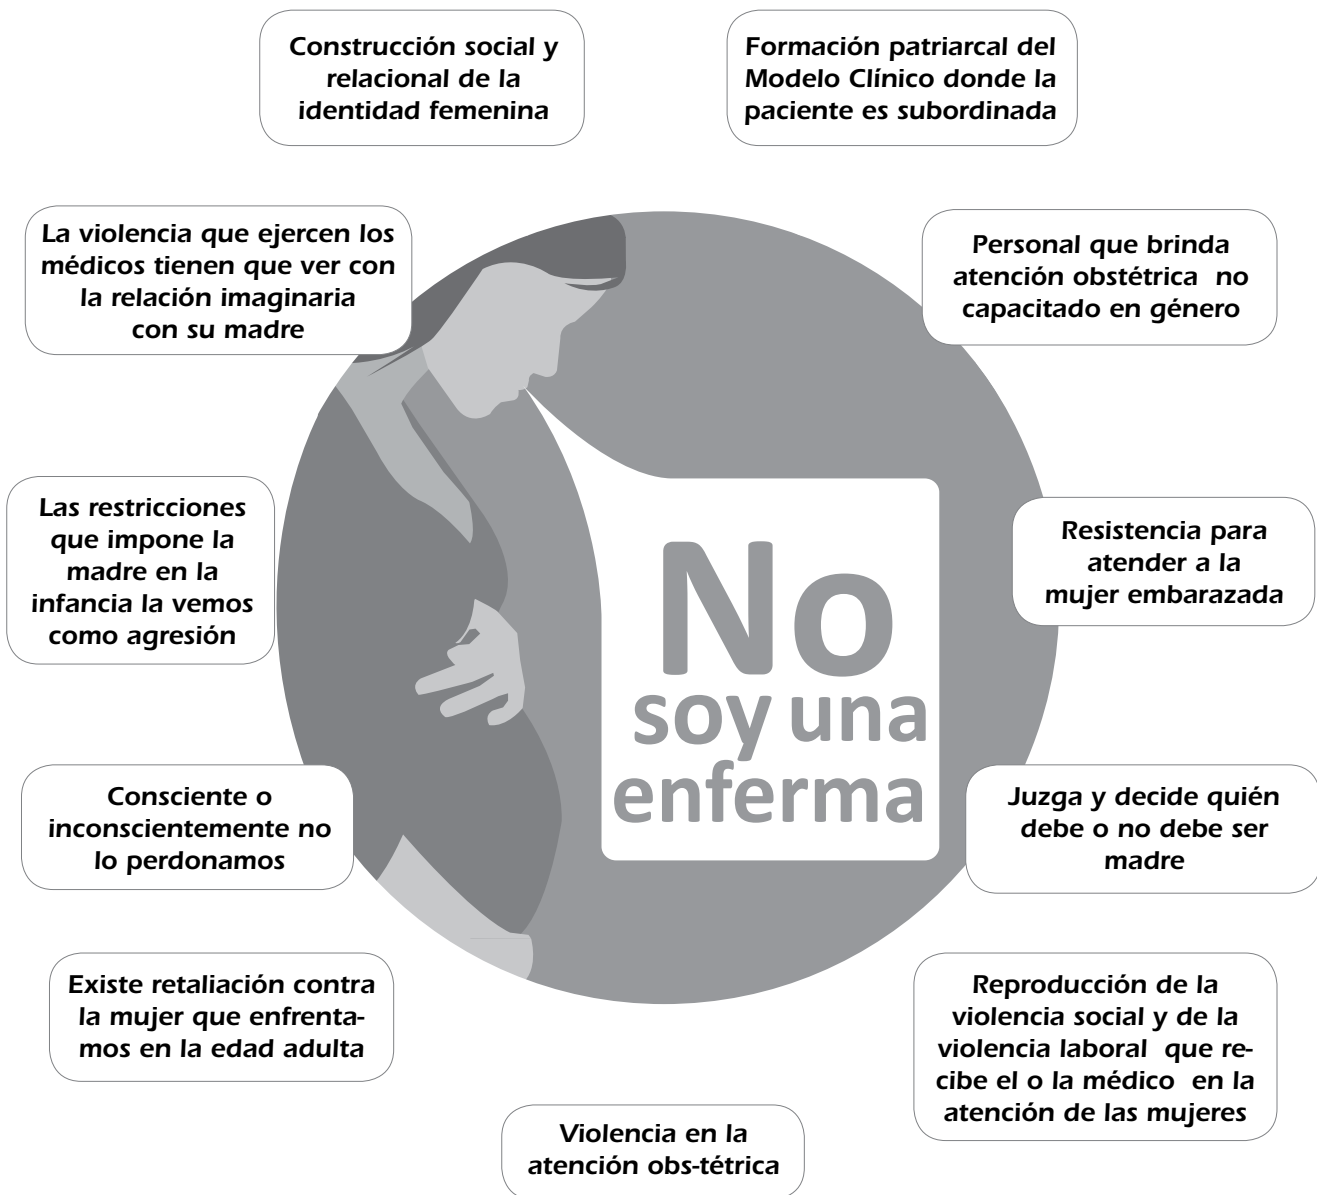 Construcción social y
relacional de la
identidad femenina
Formación patriarcal del
Modelo Clínico donde la
paciente es subordinada
La violencia que ejercen los
médicos tienen que ver con
la relación imaginaria
con su madre
Personal que brinda
atención obstétrica no
capacitado en género
Las restricciones
que impone la
madre en la
infancia la vemos
como agresión
Resistencia para
atender a la
mujer embarazada
No
soy una
enferma
Consciente o
inconscientemente no
lo perdonamos
Juzga y decide quién
debe o no debe ser
madre
Existe retaliación contra
la mujer que enfrenta-
mos en la edad adulta
Reproducción de la
violencia social y de la
violencia laboral que re-
cibe el o la médico en la
atención de las mujeres
Violencia en la
atención obs-tétrica